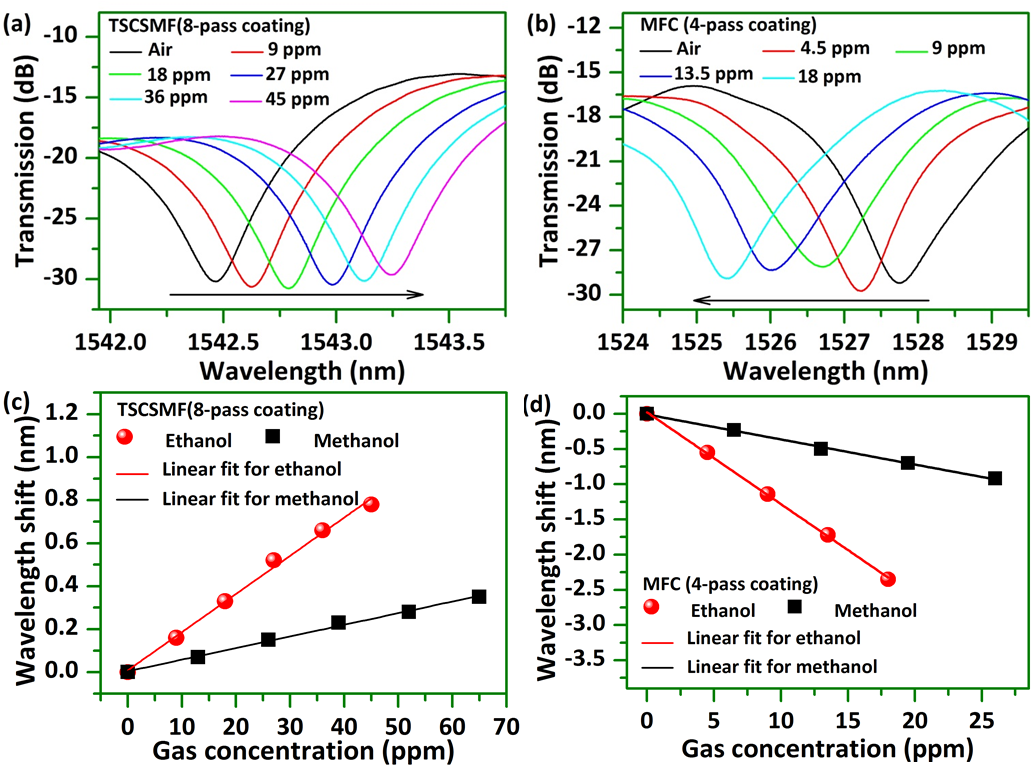 (a)
TSCSMF(8-pass coating)
Air 9 ppm
18 ppm 27 ppm
36 ppm 45 ppm
-10
-15
-20
-25
-30
Transmission (dB)
1542.0 1542.5 1543.0 1543.5
Wavelength (nm)
(b)
MFC (4-pass coating)
Air 4.5 ppm 9 ppm
13.5 ppm 18 ppm
-12
-15
-18
-21
-24
-27
-30
Transmission (dB)
1524 1525 1526 1527 1528 1529
Wavelength (nm)
(c)
TSCSMF(8-pass coating)
Ethanol Methanol
Linear fit for ethanol
Linear fit for methanol
1.2
1.0
0.8
0.6
0.4
0.2
0.0
Wavelength shift (nm)
0 10 20 30 40 50 60 70
Gas concentration (ppm)
(d)
0.0
-0.5
-1.0
-1.5
-2.0
-2.5
-3.0
-3.5
Wavelength shift (nm)
MFC (4-pass coating)
Ethanol Methanol
Linear fit for ethanol
Linear fit for methanol
0 5 10 15 20 25
Gas concentration (ppm)